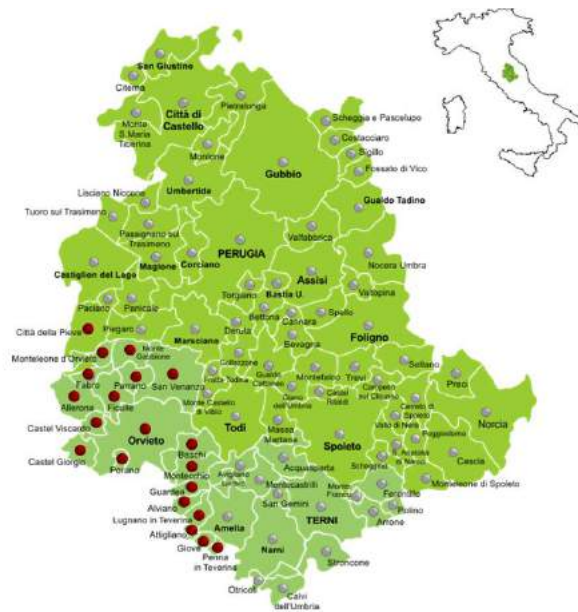 San Giustino
Citerna
Città di
Castello
Pietralunga
Monte
S.Maria
Tiberina
Montone
Scheggia e Pascelupo
Costacciaro
Sigillo
Fossato di Vico
Gubbio
Umbertide
Lisciano Niccone
Gualdo Tadino
Tuoro sul Trasimeno
Passignano sul
Trasimeno
PERUGIA
Valfabbrica
Magione
Corciano
Nocera Umbra
Castiglion del Lago
Assisi
Torgiano
Bastia U.
Valtopina
Paciano
Panicale
Bettona
Cannara
Spello
Città della Pieve
Piegaro
Marsciano
Deruta
Bevagna
Foligno
Monteleone d'Orvieto
Monte
Gabbione
Collazzone
Sellano
Fabro
Parrano
San Venanzo
Fratta Todina
Gualdo
Cattaneo
Montefalco
Trevi
Campello
sul Clitunno
Preci
Allerona
Ficulle
Monte Castello
di Vibio
Giano
dell'Umbria
Castel
Ritaldi
Cerreto di
Spoleto
Vallo di Nera
Poggiodomo
Norcia
Castel Viscardo
Orvieto
Todi
Massa
Martana
Spoleto
S. Anatolia
di Narco
Castel Giorgio
Porano
Baschi
Montecchio
Acquasparta
Scheggino
Cascia
Monteleone di Spoleto
Guardea
Avigliano
Umbro
Montecastrilli
Ferentillo
Alviano
San Gemini
Polino
Lugnano in Teverina
Amelia
TERNI
Arrone
Attigliano
Giove
Penna
in Teverina
Narni
Stroncone
Otricoli
Calvi
dell'Umbria